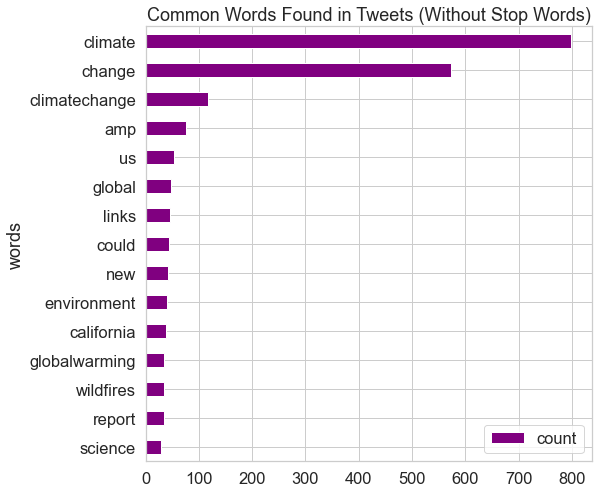 Common Words Found in Tweets (Without Stop Words)
climate
change
climatechange
amp
us
global
links
could
new
environment
california
globalwarming
wildfires
report
science
words
count
0 100 200 300 400 500 600 700 800